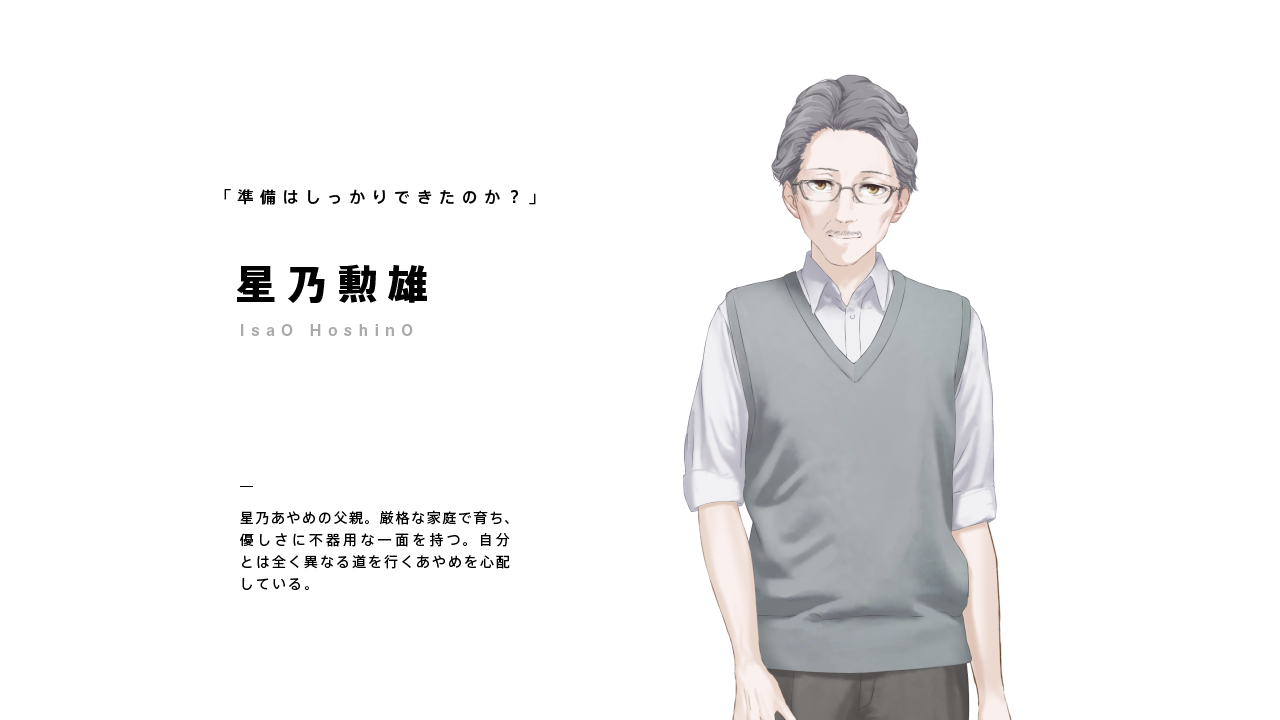 「準備はしっかりできたのか？」
星乃勲雄
IsaO HoshinO
星乃あやめの父親。厳格な家庭で育ち、
優しさに不器用な一面を持つ。自分
とは全く異なる道を行くあやめを心配
している。